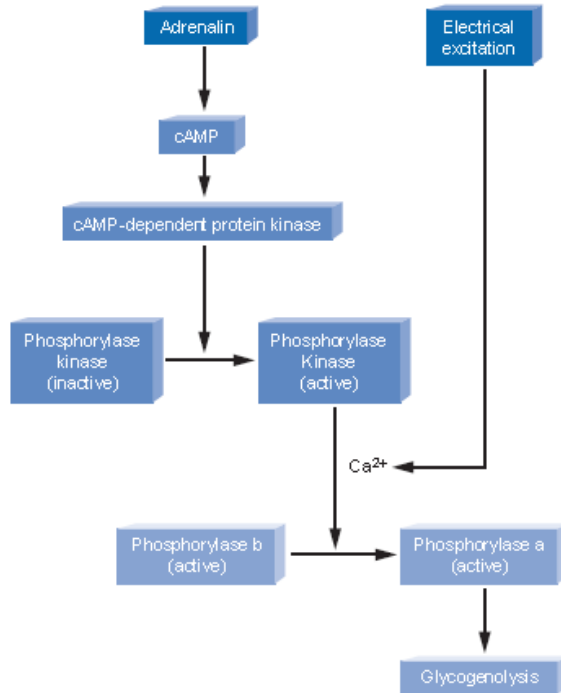 Adrenalin
Electrical
excitation
cAMP
cAMP-dependent protein kinase
Phosphorylase
kinase
(inactive)
Phosphorylase
Kinase
(active)
Ca²⁺
Phosphorylase b
(active)
Phosphorylase a
(active)
Glycogenolysis